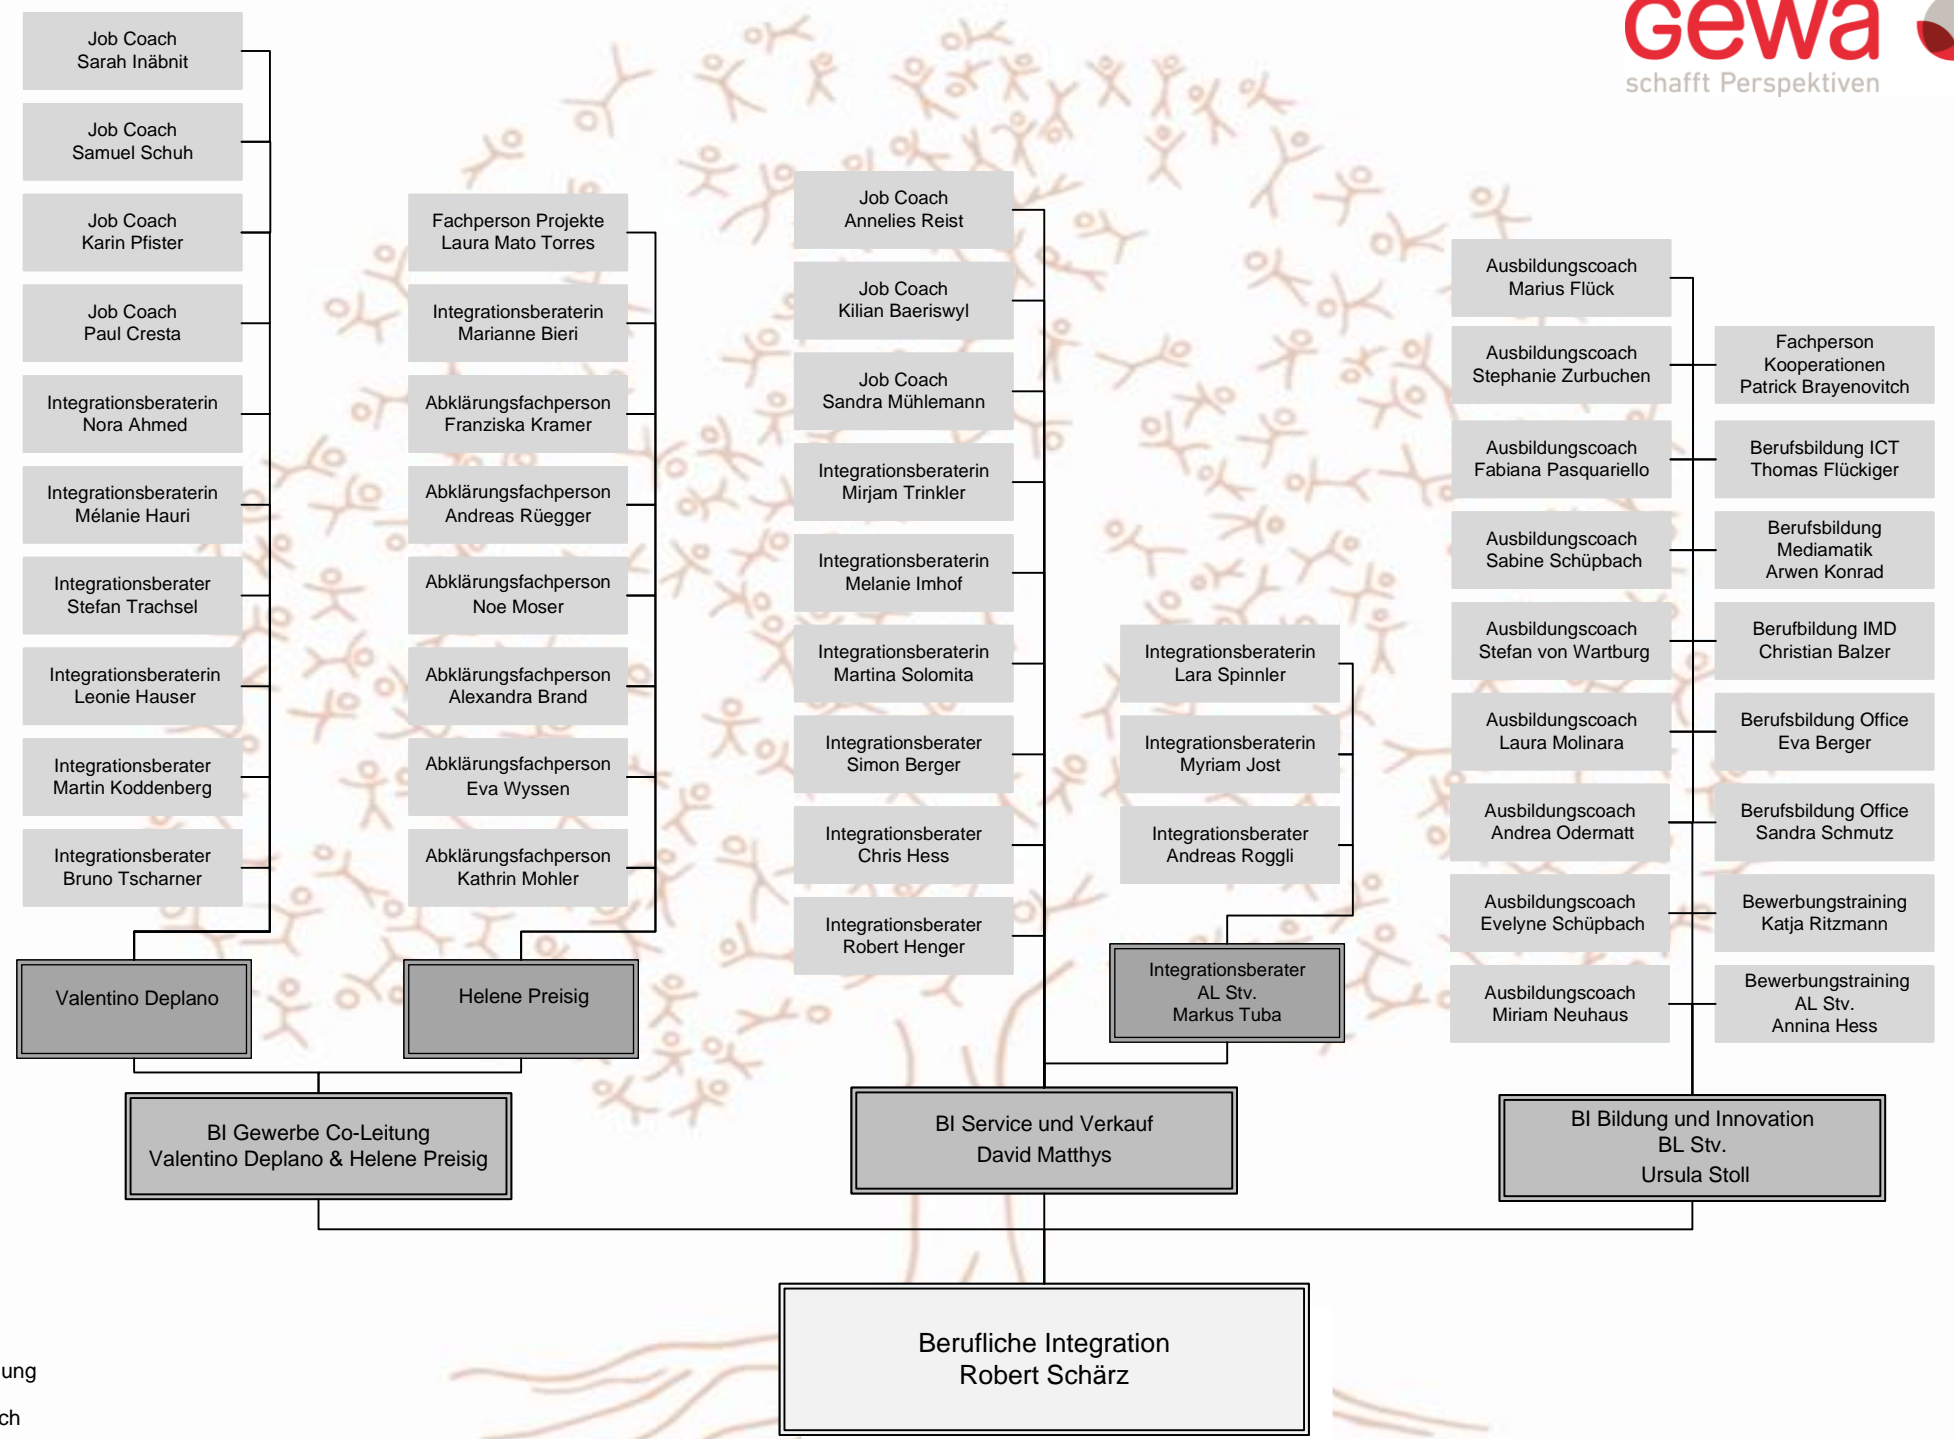 Gewa
schafft Perspektiven
Job Coach
Sarah Inäbnit
Job Coach
Samuel Schuh
Job Coach
Karin Pfister
Job Coach
Paul Cresta
Integrationsberaterin
Nora Ahmed
Integrationsberaterin
Mélanie Hauri
Integrationsberater
Stefan Trachsel
Integrationsberaterin
Leonie Hauser
Integrationsberater
Martin Koddenberg
Integrationsberater
Bruno Tscharner
Valentino Deplano
Fachperson Projekte
Laura Mato Torres
Integrationsberaterin
Marianne Bieri
Abklärungsfachperson
Franziska Kramer
Abklärungsfachperson
Andreas Rüegger
Abklärungsfachperson
Noe Moser
Abklärungsfachperson
Alexandra Brand
Abklärungsfachperson
Eva Wyssen
Abklärungsfachperson
Kathrin Mohler
Helene Preisig
BI Gewerbe Co-Leitung
Valentino Deplano & Helene Preisig
Job Coach
Annelies Reist
Job Coach
Kilian Baeriswyl
Job Coach
Sandra Mühlemann
Integrationsberaterin
Mirjam Trinkler
Integrationsberaterin
Melanie Imhof
Integrationsberaterin
Martina Solomita
Integrationsberater
Simon Berger
Integrationsberater
Chris Hess
Integrationsberater
Robert Henger
Integrationsberaterin
Lara Spinnler
Integrationsberaterin
Myriam Jost
Integrationsberater
Andreas Roggli
Integrationsberater
AL Stv.
Markus Tuba
BI Service und Verkauf
David Matthys
Ausbildungscoach
Marius Flück
Ausbildungscoach
Stephanie Zurbuchen
Ausbildungscoach
Fabiana Pasquariello
Ausbildungscoach
Sabine Schüpbach
Ausbildungscoach
Stefan von Wartburg
Ausbildungscoach
Laura Molinara
Ausbildungscoach
Andrea Odermatt
Ausbildungscoach
Evelyne Schüpbach
Ausbildungscoach
Miriam Neuhaus
Fachperson
Kooperationen
Patrick Brayenovitch
Berufsbildung ICT
Thomas Flückiger
Berufsbildung
Mediamatik
Arwen Konrad
Berufbildung IMD
Christian Balzer
Berufsbildung Office
Eva Berger
Berufsbildung Office
Sandra Schmutz
Bewerbungstraining
Katja Ritzmann
Bewerbungstraining
AL Stv.
Annina Hess
BI Bildung und Innovation
BL Stv.
Ursula Stoll
Berufliche Integration
Robert Schärz
ung
ch